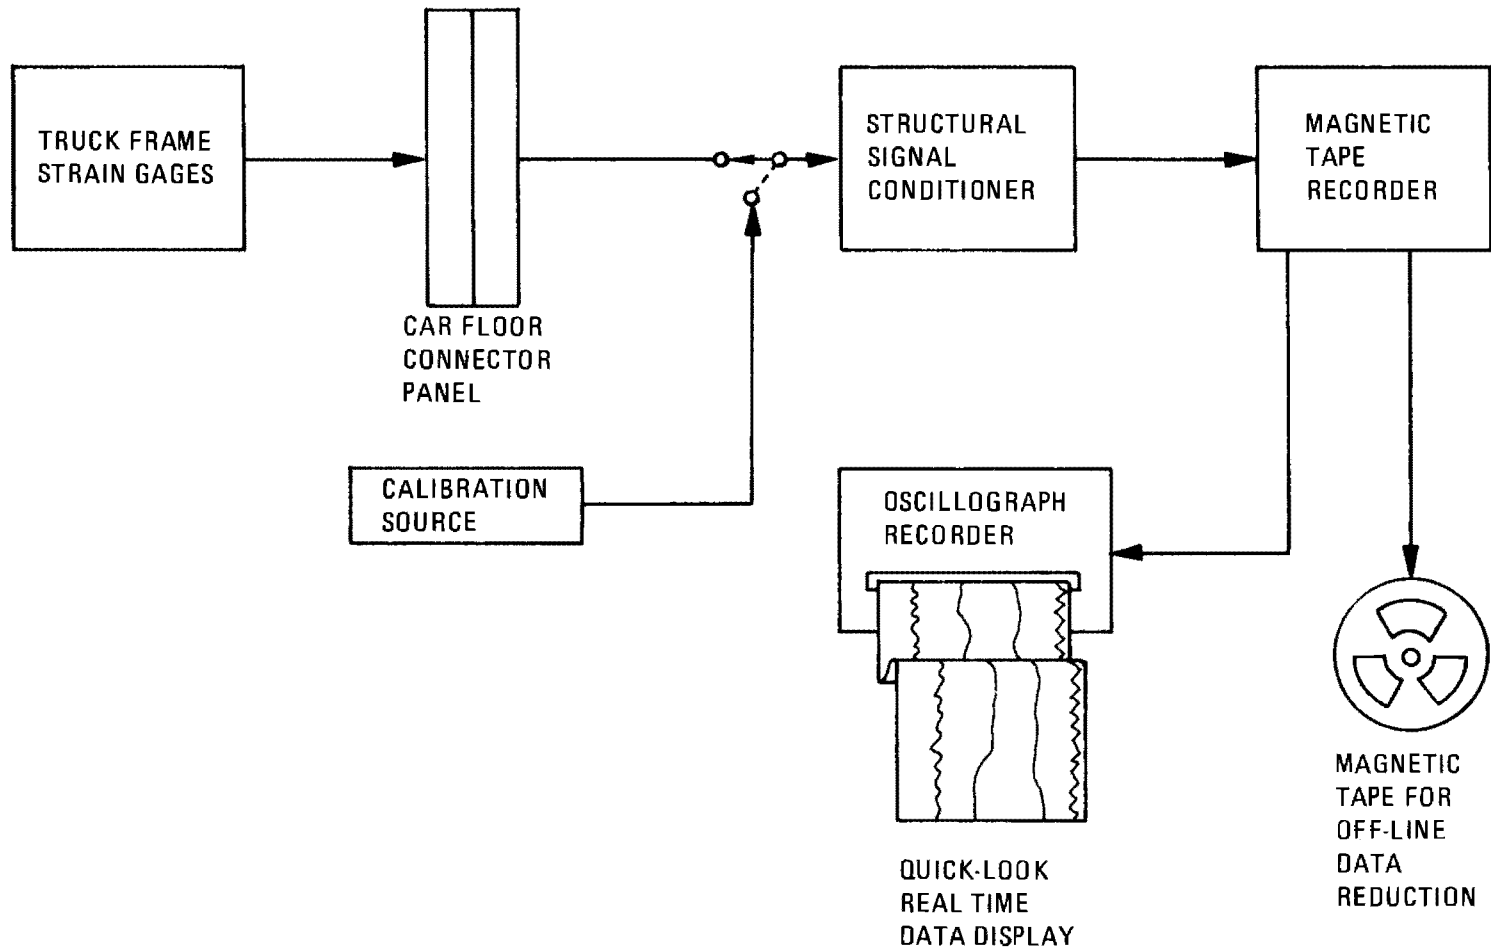 TRUCK FRAME
STRAIN GAGES
CAR FLOOR
CONNECTOR
PANEL
STRUCTURAL
SIGNAL
CONDITIONER
MAGNETIC
TAPE
RECORDER
CALIBRATION
SOURCE
OSCILLOGRAPH
RECORDER
QUICK-LOOK
REAL TIME
DATA DISPLAY
MAGNETIC
TAPE FOR
OFF-LINE
DATA
REDUCTION